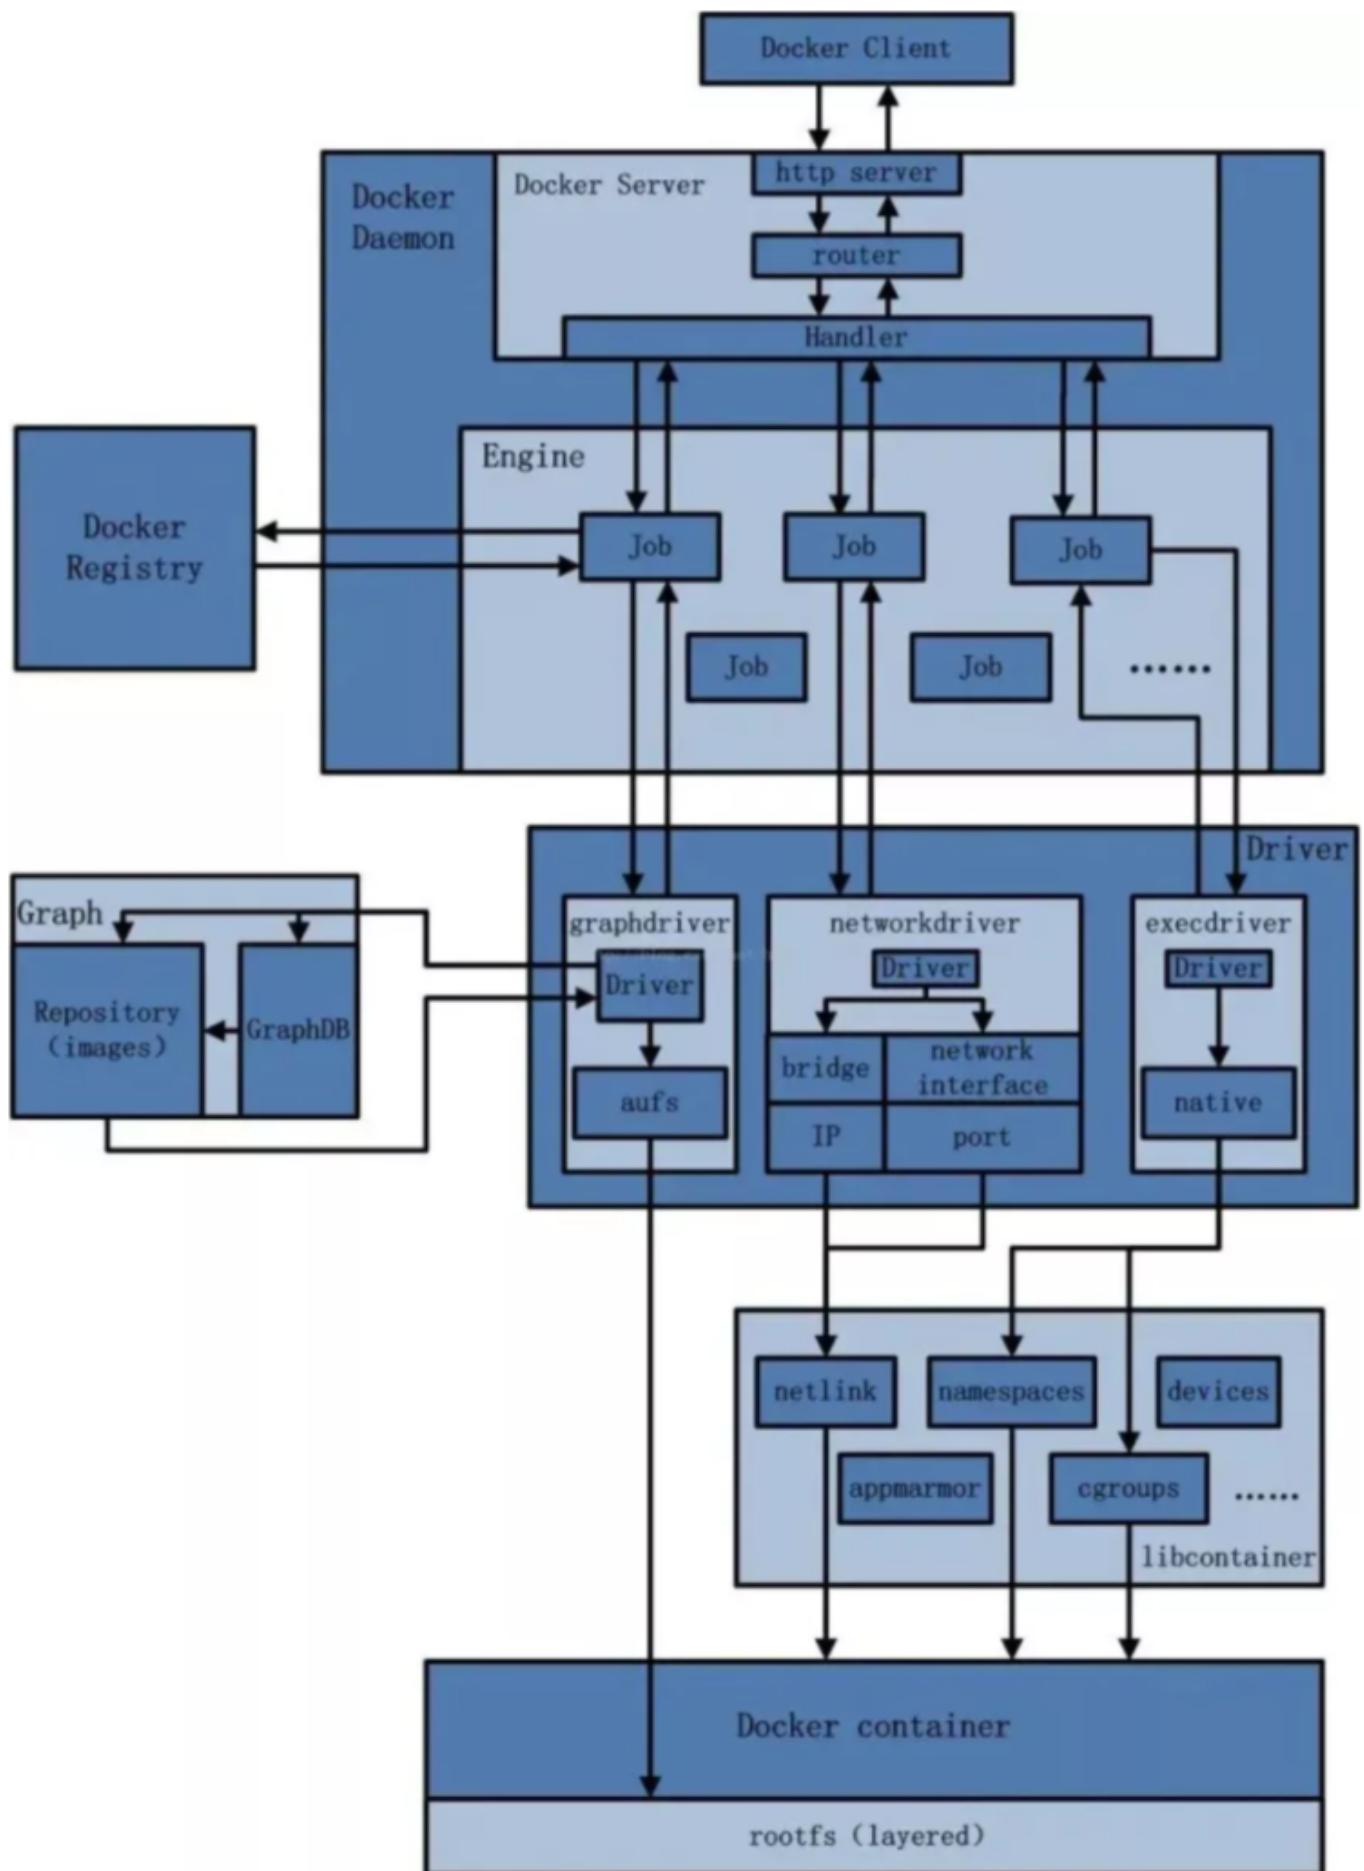 Docker Client
http server
Docker Server
Docker
Daemon
router
Handler
Engine
Docker
Registry
Job
Job
Job
Job
Job
......
Driver
Graph
graphdriver
networkdriver
execdriver
Driver
Driver
Driver
Repository
(images)
GraphDB
bridge
network
interface
aufs
native
IP
port
netlink
namespaces
devices
appmarmor
cgroups
......
libcontainer
Docker container
rootfs (layered)